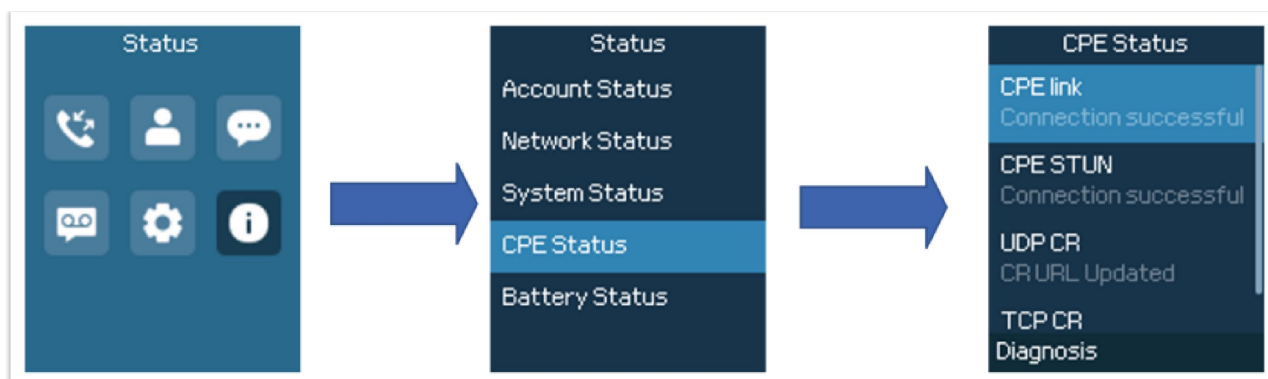 Status
Status
Account Status
Network Status
System Status
CPE Status
Battery Status
CPE Status
CPE link
Connection successful
CPE STUN
Connection successful
UDP CR
CR URL Updated
TCP CR
Diagnosis